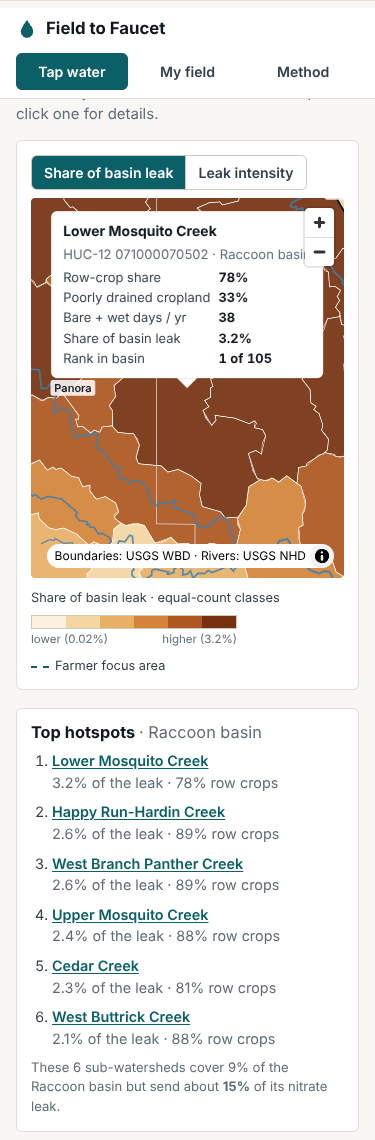 Field to Faucet
Tap water
My field
Method
click one for details.
Share of basin leak
Leak intensity
Lower Mosquito Creek
HUC-12 071000070502 · Raccoon basin
Row-crop share 78%
Poorly drained cropland 33%
Bare + wet days / yr 38
Share of basin leak 3.2%
Rank in basin 1 of 105
+
−
Panora
Boundaries: USGS WBD · Rivers: USGS NHD
Share of basin leak · equal-count classes
lower (0.02%)
higher (3.2%)
Farmer focus area
Top hotspots · Raccoon basin
1. Lower Mosquito Creek
3.2% of the leak · 78% row crops
2. Happy Run-Hardin Creek
2.6% of the leak · 89% row crops
3. West Branch Panther Creek
2.6% of the leak · 89% row crops
4. Upper Mosquito Creek
2.4% of the leak · 88% row crops
5. Cedar Creek
2.3% of the leak · 81% row crops
6. West Buttrick Creek
2.1% of the leak · 88% row crops
These 6 sub-watersheds cover 9% of the
Raccoon basin but send about 15% of its nitrate
leak.